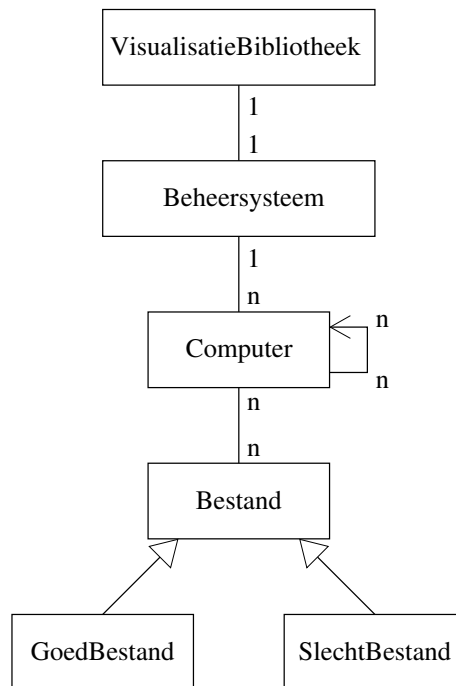 VisualisatieBibliotheek
1
1
Beheersysteem
1
n
n
Computer
n
n
n
Bestand
GoedBestand
SlechtBestand